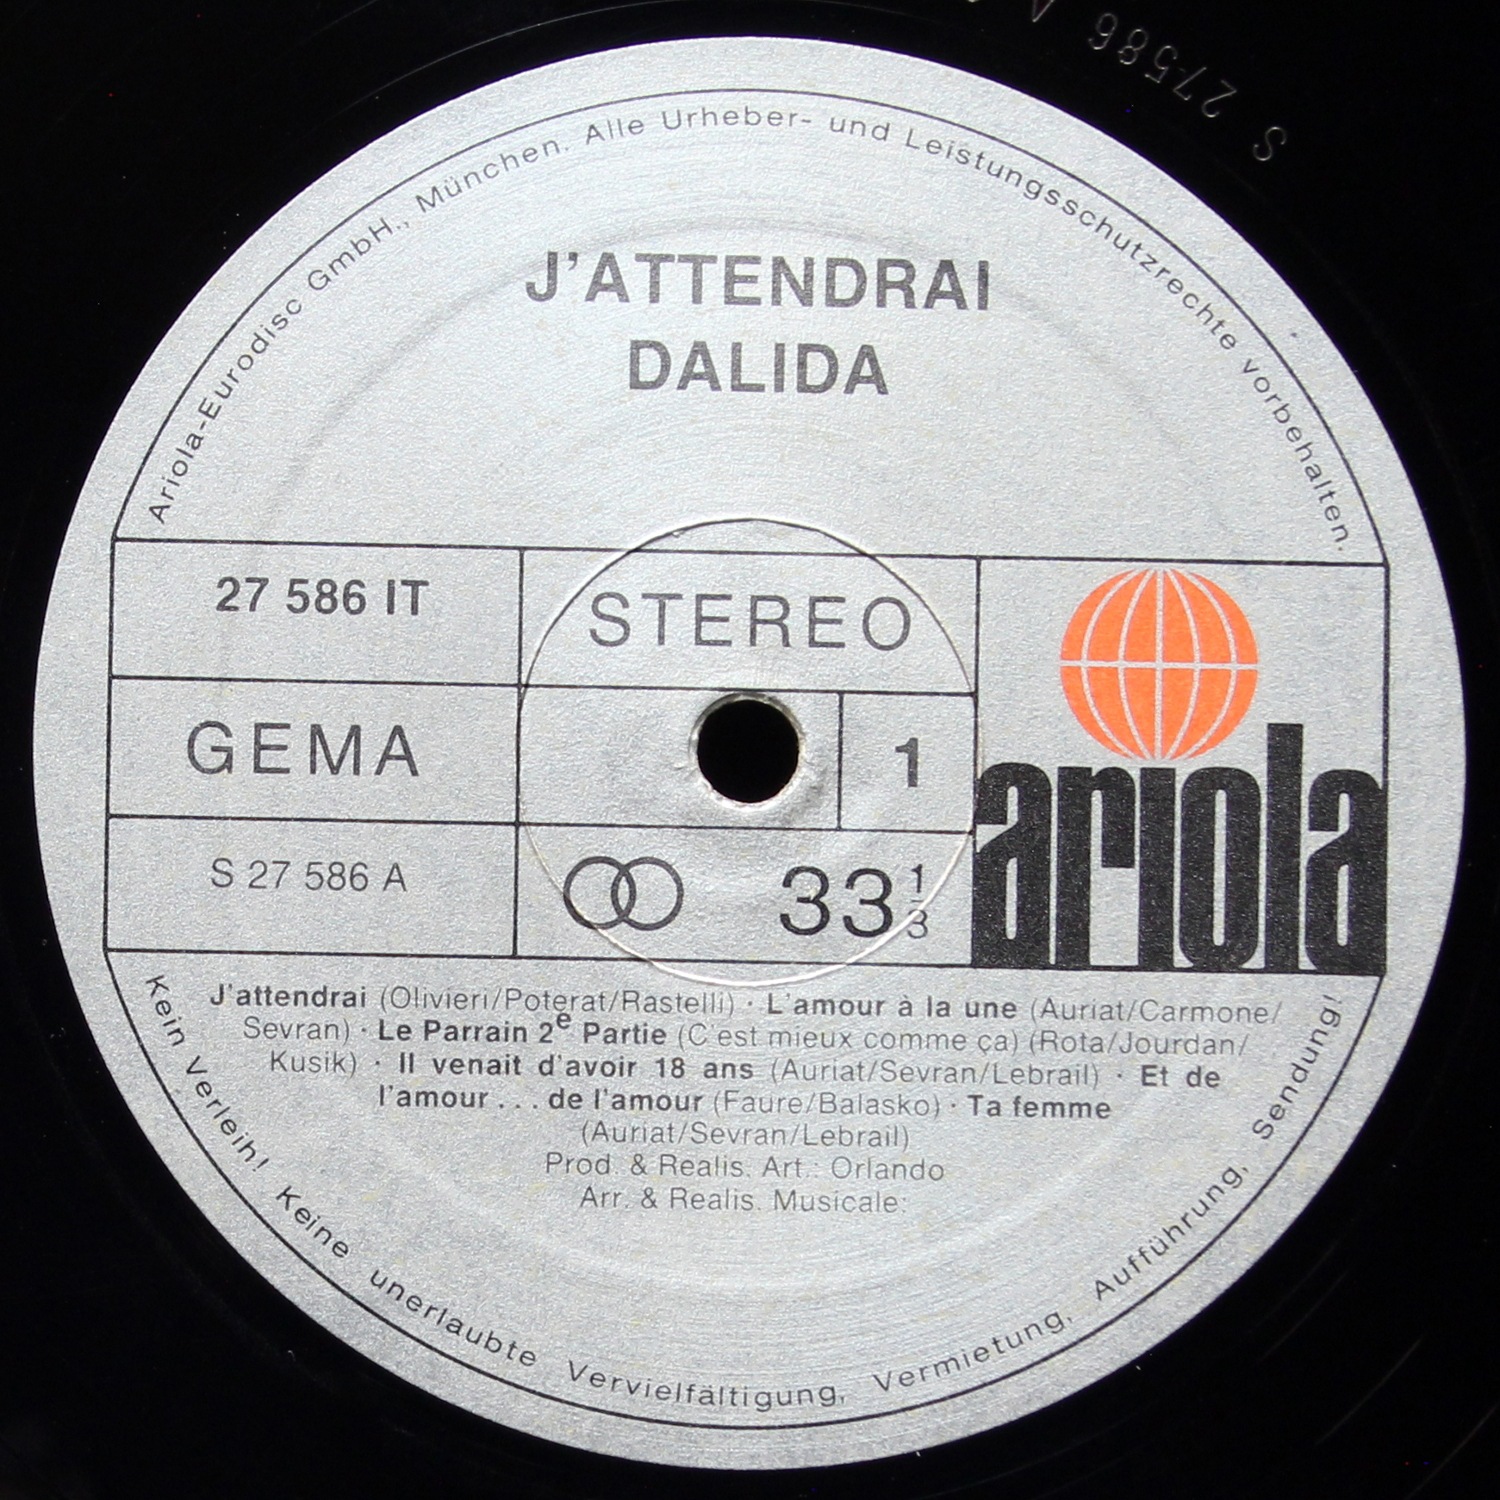 S 27586 A
Ariola-Eurodisc GmbH., München. Alle Urheber- und Leistungsschutzrechte vorbehalten.
J'ATTENDRAI
DALIDA
27 586 IT
STEREO
GEMA
1
ariola
S 27 586 A
33 1/3
J'attendrai (Olivieri/Poterat/Rastelli) · L'amour à la une (Auriat/Carmone/
Sevran) · Le Parrain 2e Partie (C'est mieux comme ça) (Rota/Jourdan/
Kusik) · Il venait d'avoir 18 ans (Auriat/Sevran/Lebrail) · Et de
l'amour . . . de l'amour (Faure/Balasko) · Ta femme
(Auriat/Sevran/Lebrail)
Prod. & Realis. Art.: Orlando
Arr. & Realis. Musicale:
Kein Verleih! Keine unerlaubte Vervielfältigung, Vermietung, Aufführung, Sendung!